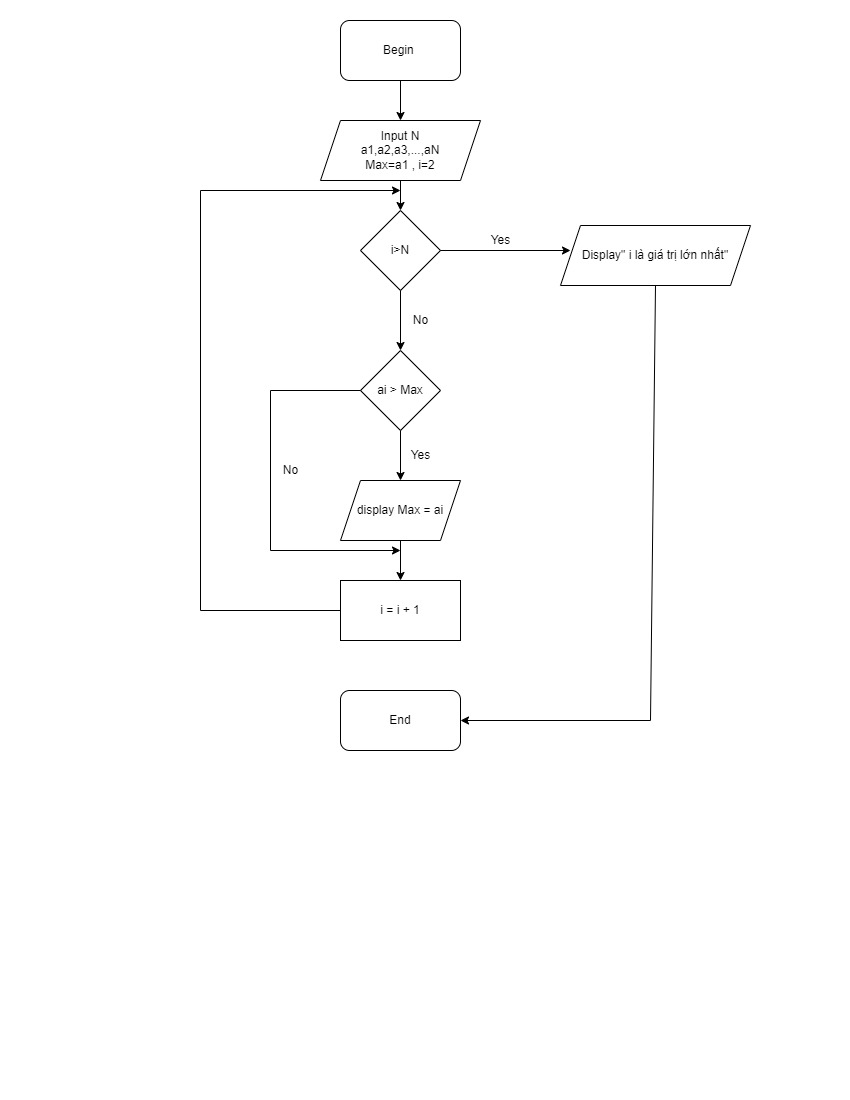 Begin
Input N
a1,a2,a3,...,aN
Max=a1 , i=2
i>N
Yes
Display" i là giá trị lớn nhất"
No
ai > Max
Yes
No
display Max = ai
i = i + 1
End